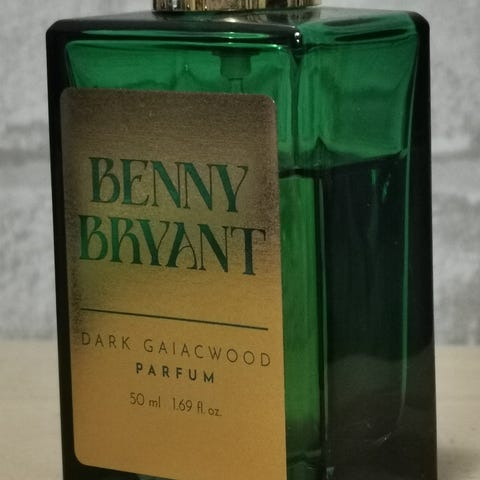 BENNY
BRYANT
DARK GAIACWOOD
PARFUM
50 ml 1.69 fl. oz.